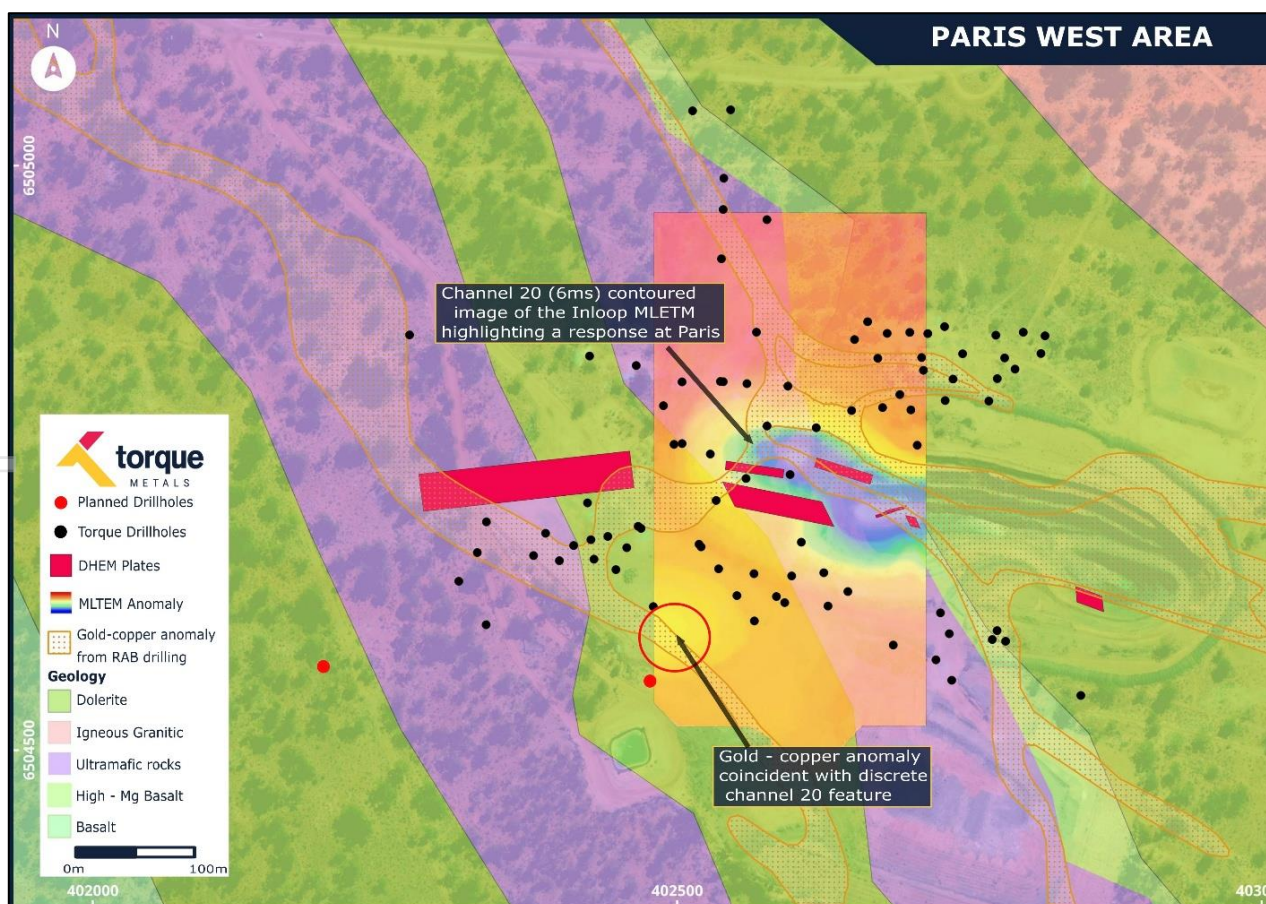 PARIS WEST AREA
N
6505000
Channel 20 (6ms) contoured
image of the Inloop MLETM
highlighting a response at Paris
torque
METALS
Planned Drillholes
Torque Drillholes
DHEM Plates
MLTEM Anomaly
Gold-copper anomaly
from RAB drilling
Geology
Dolerite
Igneous Granitic
Ultramafic rocks
High - Mg Basalt
Basalt
0m 100m
6504500
Gold - copper anomaly
coincident with discrete
channel 20 feature
402000 402500 4030